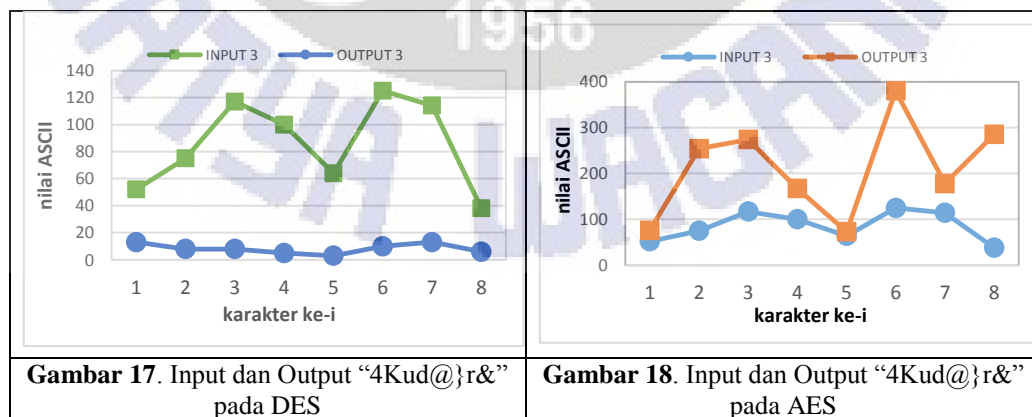 1956
SATYA WACANA
INPUT 3 OUTPUT 3
140
120
100
80
60
40
20
0
nilai ASCII
1 2 3 4 5 6 7 8
karakter ke-i
Gambar 17. Input dan Output “4Kud@}r&”
pada DES
INPUT 3 OUTPUT 3
400
300
200
100
0
nilai ASCII
1 2 3 4 5 6 7 8
karakter ke-i
Gambar 18. Input dan Output “4Kud@}r&”
pada AES